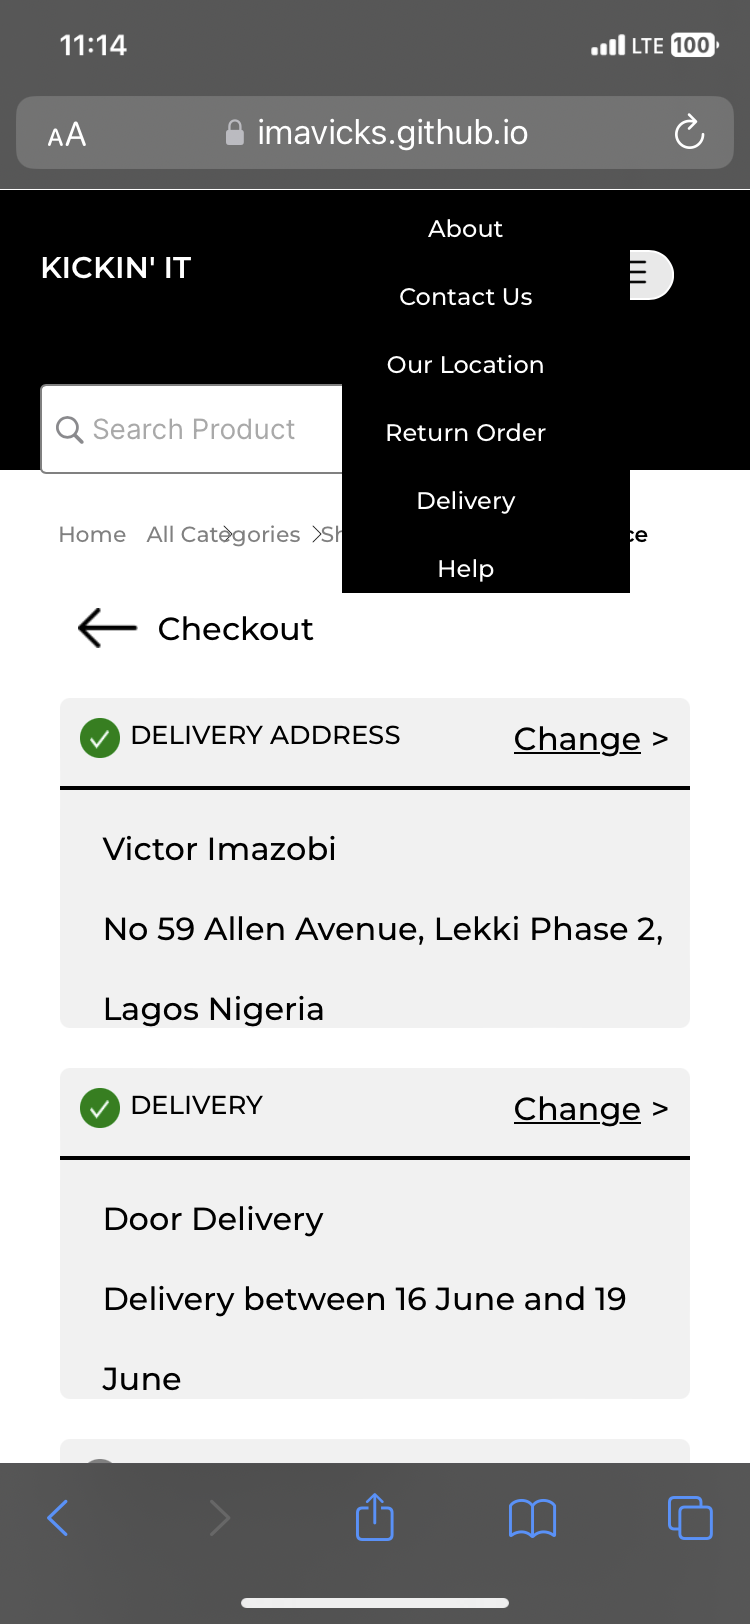 11:14
LTE 100
AA
imavicks.github.io
KICKIN' IT
About
Contact Us
Our Location
Return Order
Delivery
Help
Search Product
Home All Categories > Sh ce
Checkout
DELIVERY ADDRESS Change >
Victor Imazobi
No 59 Allen Avenue, Lekki Phase 2,
Lagos Nigeria
DELIVERY Change >
Door Delivery
Delivery between 16 June and 19
June